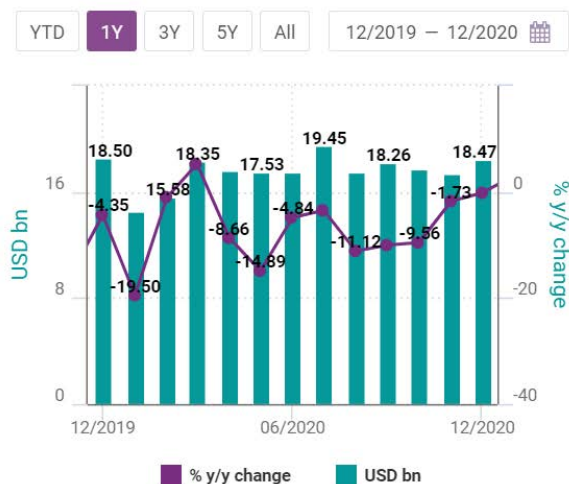 YTD 1Y 3Y 5Y All 12/2019 – 12/2020
19.45
18.50 18.35 17.53 18.26 18.47
16 -4.35 15.58 -4.84 -1.73 0
-8.66 -11.12 -9.56
-14.89
-19.50
8 -20
0 -40
USD bn
% y/y change
12/2019 06/2020 12/2020
% y/y change USD bn